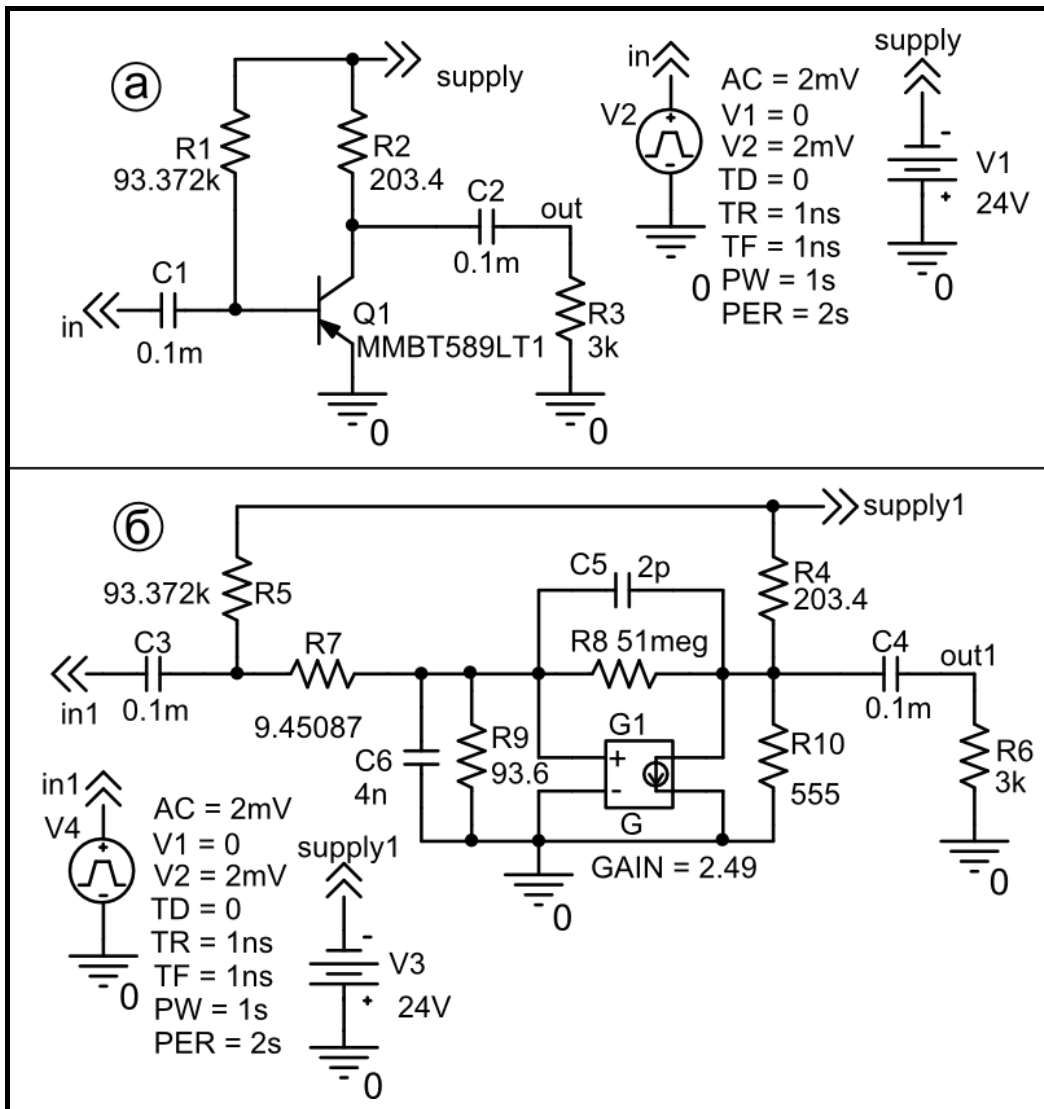 а
supply
R1
93.372k
R2
203.4
C2
0.1m
out
C1
0.1m
in
Q1
MMBT589LT1
R3
3k
0
0
in
V2
+
-
0
AC = 2mV
V1 = 0
V2 = 2mV
TD = 0
TR = 1ns
TF = 1ns
PW = 1s
PER = 2s
supply
-
V1
+
24V
0
б
supply1
93.372k
R5
C5
2p
R4
203.4
C3
0.1m
in1
R7
9.45087
R8 51meg
C4
0.1m
out1
C6
4n
R9
93.6
G1
+
-
G
GAIN = 2.49
R10
555
R6
3k
0
0
in1
V4
+
-
0
AC = 2mV
V1 = 0
V2 = 2mV
TD = 0
TR = 1ns
TF = 1ns
PW = 1s
PER = 2s
supply1
-
V3
+
24V
0